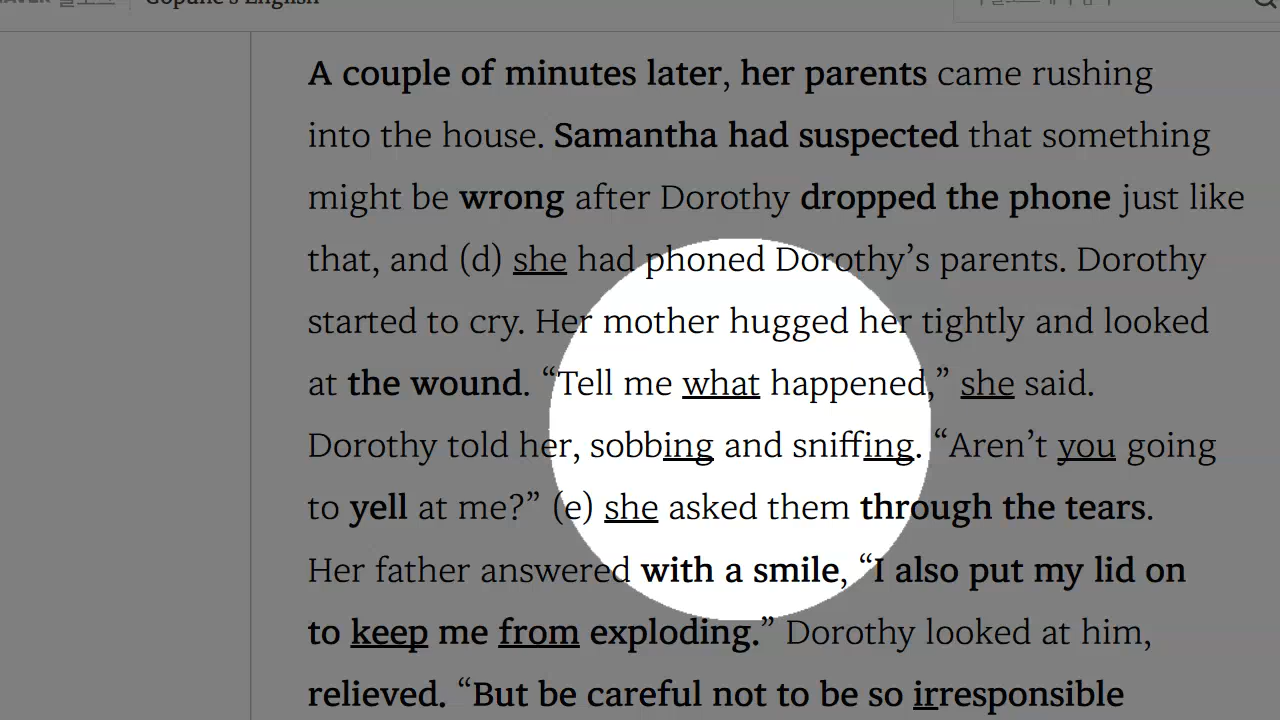 Gopane's English
A couple of minutes later, her parents came rushing
into the house. Samantha had suspected that something
might be wrong after Dorothy dropped the phone just like
that, and (d) she had phoned Dorothy’s parents. Dorothy
started to cry. Her mother hugged her tightly and looked
at the wound. “Tell me what happened,” she said.
Dorothy told her, sobbing and sniffing. “Aren’t you going
to yell at me?” (e) she asked them through the tears.
Her father answered with a smile, “I also put my lid on
to keep me from exploding.” Dorothy looked at him,
relieved. “But be careful not to be so irresponsible